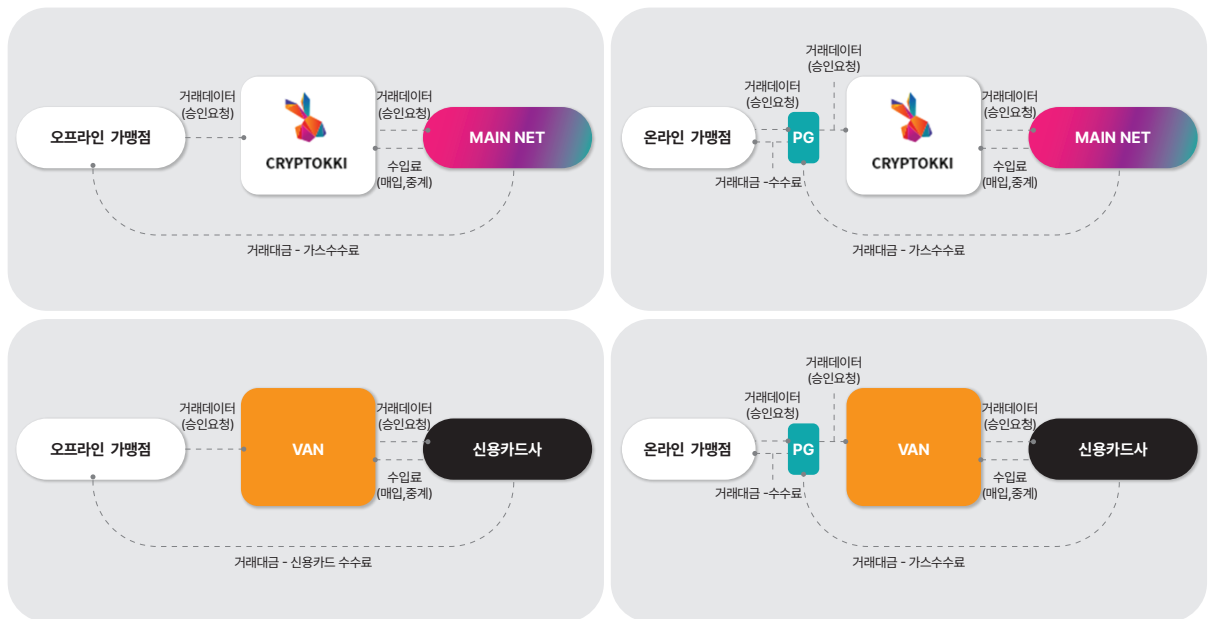 거래데이터
(승인요청)
거래데이터
(승인요청)
오프라인 가맹점
CRYPTOKKI
MAIN NET
수입료
(매입,중계)
거래대금 - 가스수수료
거래데이터
(승인요청)
거래데이터
(승인요청)
거래데이터
(승인요청)
온라인 가맹점
PG
CRYPTOKKI
MAIN NET
거래대금 -수수료
수입료
(매입,중계)
거래대금 - 가스수수료
거래데이터
(승인요청)
거래데이터
(승인요청)
오프라인 가맹점
VAN
신용카드사
수입료
(매입,중계)
거래대금 - 신용카드 수수료
거래데이터
(승인요청)
거래데이터
(승인요청)
거래데이터
(승인요청)
온라인 가맹점
PG
VAN
신용카드사
거래대금 -수수료
수입료
(매입,중계)
거래대금 - 가스수수료